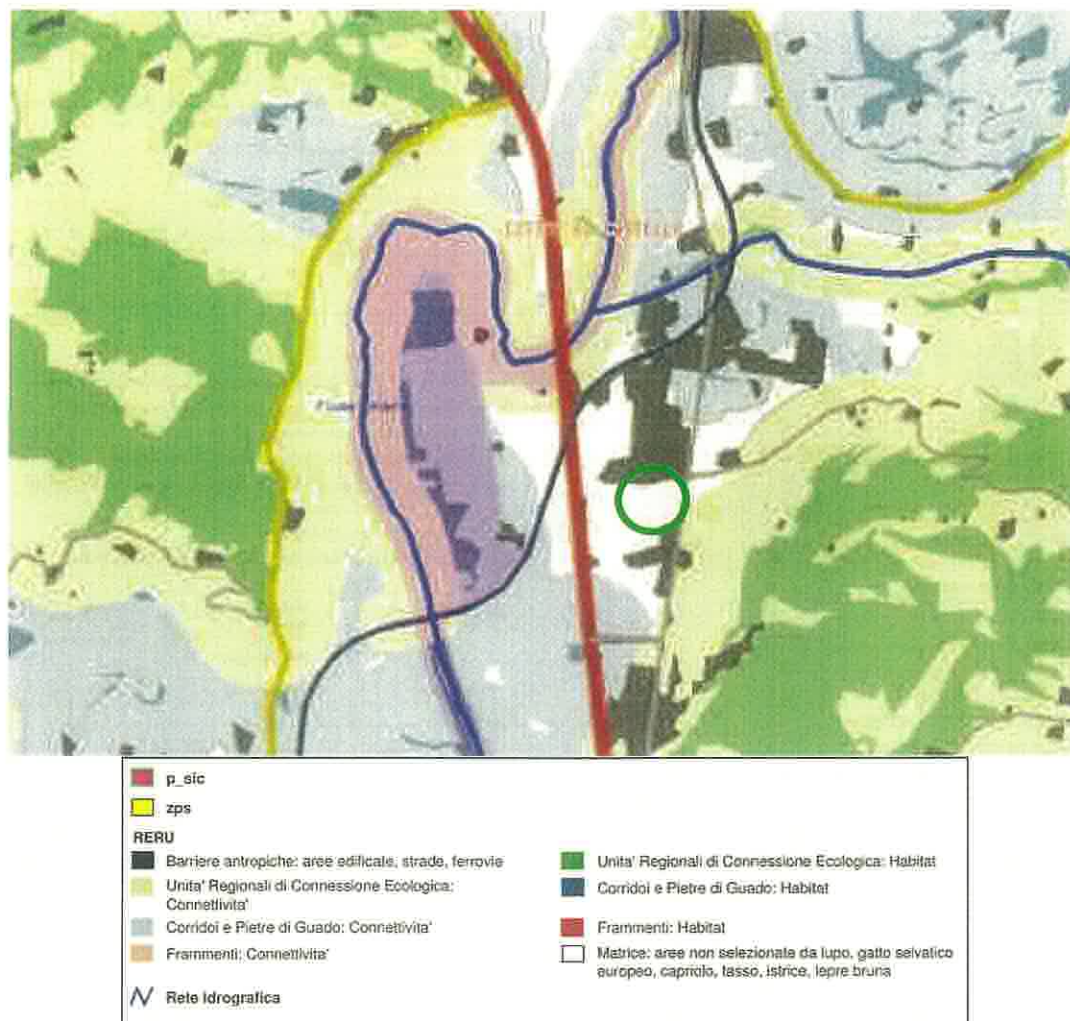 p_sic
zps
RERU
Barriere antropiche: aree edificate, strade, ferrovie
Unita' Regionali di Connessione Ecologica:
Connettivita'
Corridoi e Pietre di Guado: Connettivita'
Frammenti: Connettivita'
Rete Idrografica
Unita' Regionali di Connessione Ecologica: Habitat
Corridoi e Pietre di Guado: Habitat
Frammenti: Habitat
Matrice: aree non selezionate da lupo, gatto selvatico
europeo, capriolo, tasso, istrice, lepre bruna